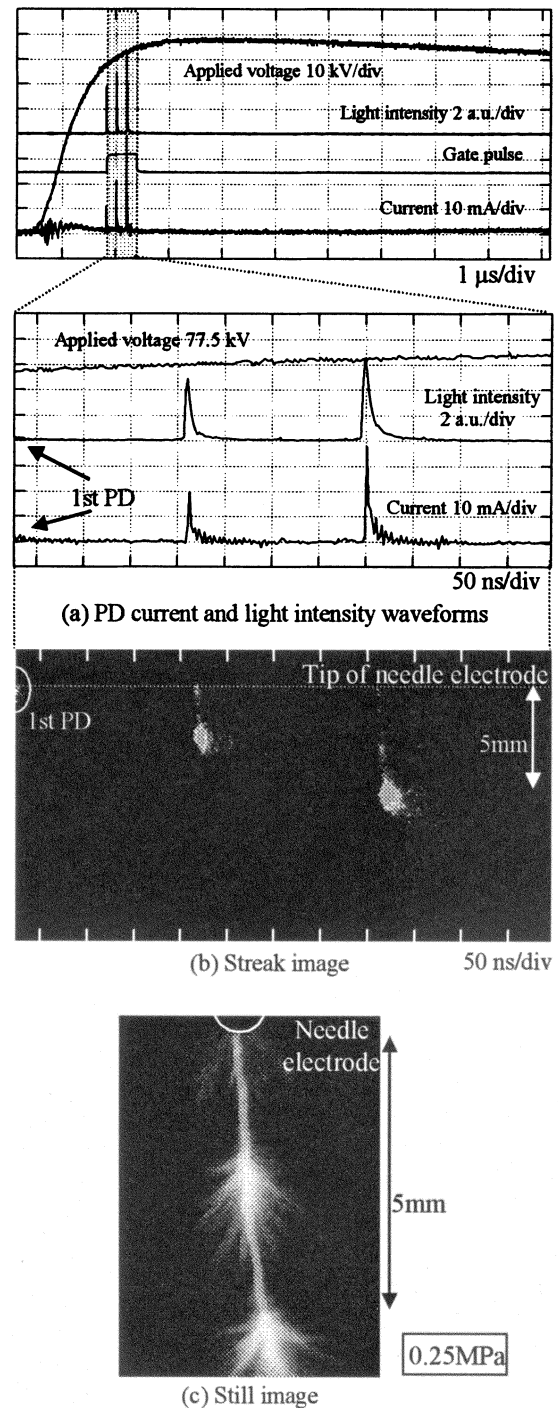 Applied voltage 10 kV/div
Light intensity 2 a.u./div
Gate pulse
Current 10 mA/div
1 μs/div
Applied voltage 77.5 kV
Light intensity
2 a.u./div
1st PD
Current 10 mA/div
50 ns/div
(a) PD current and light intensity waveforms
Tip of needle electrode
1st PD
5mm
(b) Streak image
50 ns/div
Needle
electrode
5mm
0.25MPa
(c) Still image